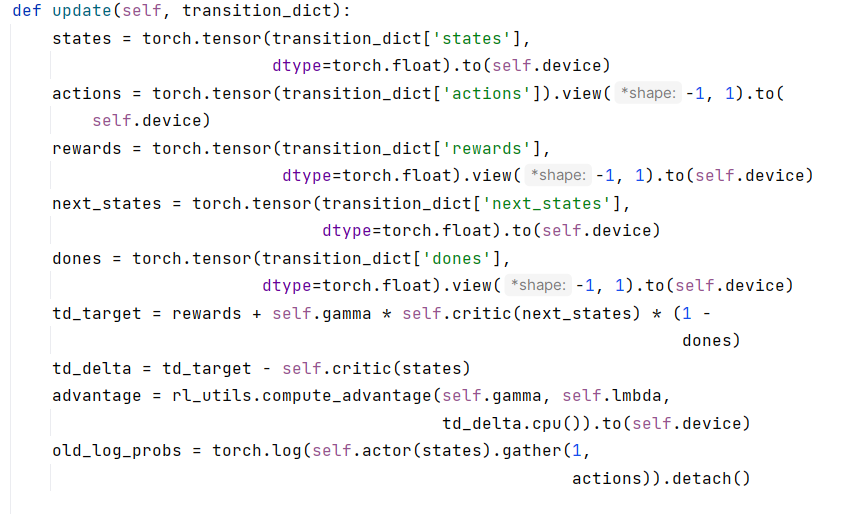 def update(self, transition_dict):
states = torch.tensor(transition_dict['states'],
dtype=torch.float).to(self.device)
actions = torch.tensor(transition_dict['actions']).view( *shape: -1, 1).to(
self.device)
rewards = torch.tensor(transition_dict['rewards'],
dtype=torch.float).view( *shape: -1, 1).to(self.device)
next_states = torch.tensor(transition_dict['next_states'],
dtype=torch.float).to(self.device)
dones = torch.tensor(transition_dict['dones'],
dtype=torch.float).view( *shape: -1, 1).to(self.device)
td_target = rewards + self.gamma * self.critic(next_states) * (1 -
dones)
td_delta = td_target - self.critic(states)
advantage = rl_utils.compute_advantage(self.gamma, self.lmbda,
td_delta.cpu()).to(self.device)
old_log_probs = torch.log(self.actor(states).gather(1,
actions)).detach()